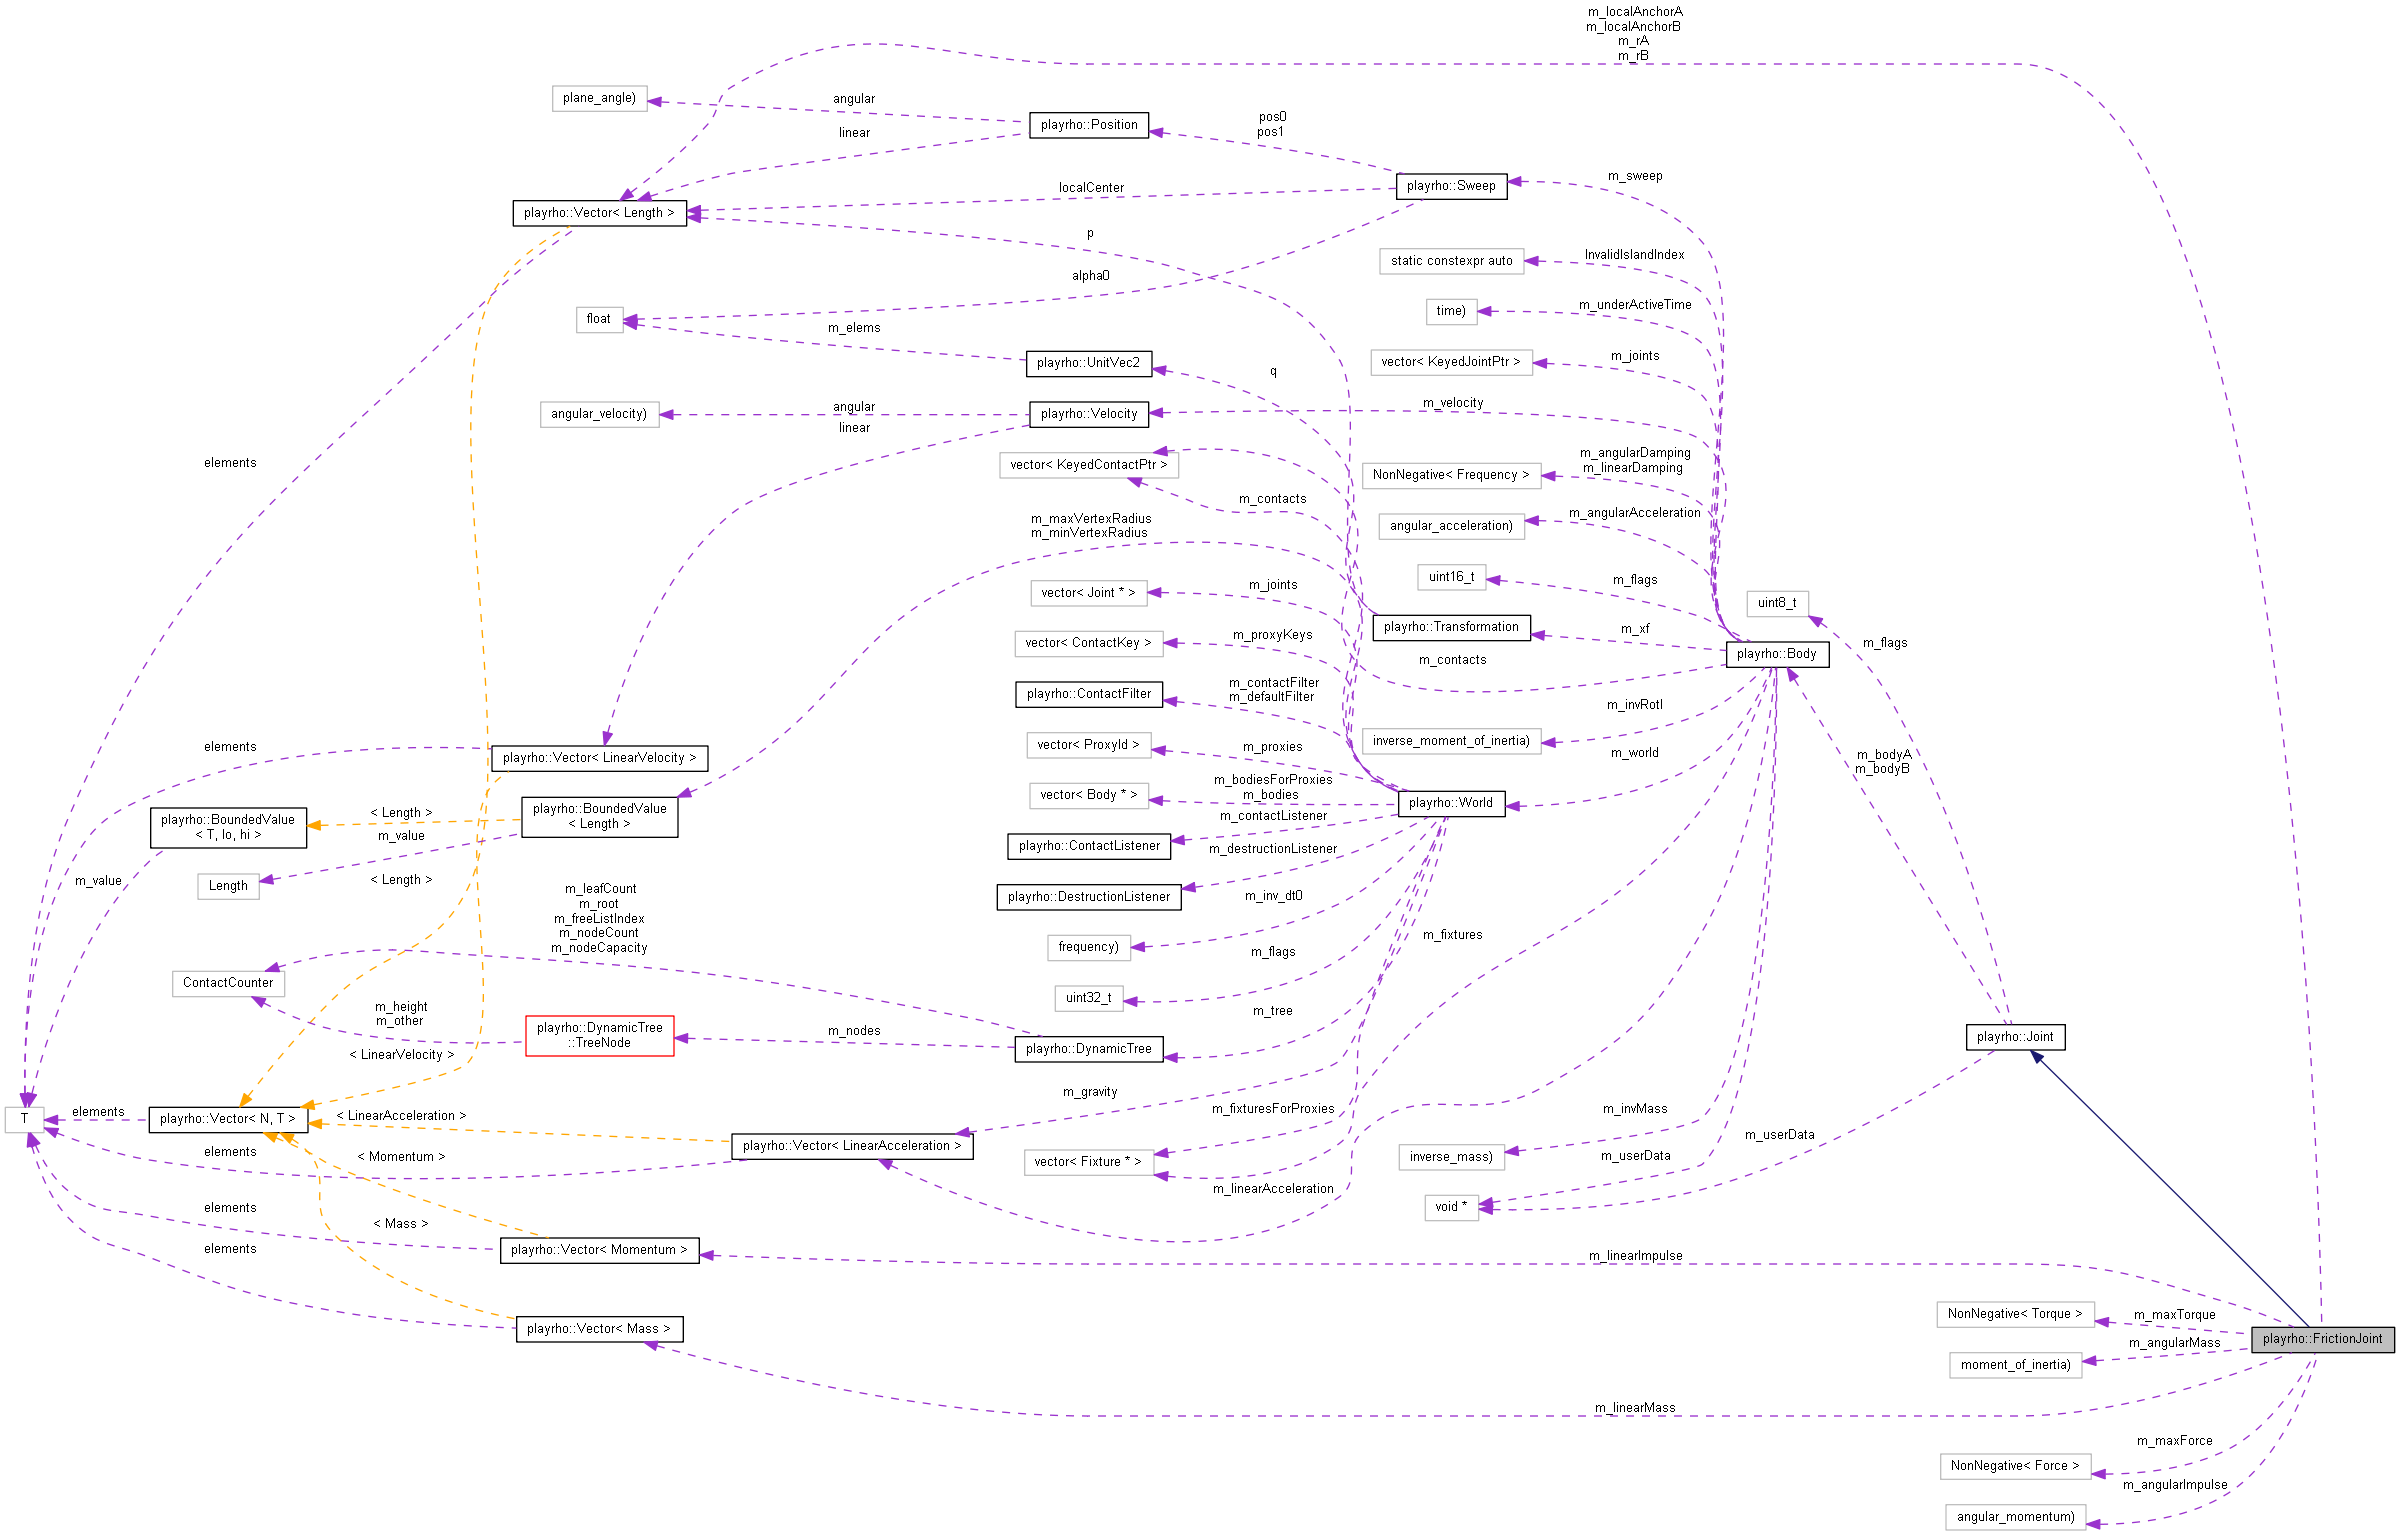 m_localAnchorA
m_localAnchorB
m_rA
m_rB
plane_angle)
angular
playrho::Position
pos0
pos1
linear
m_sweep
localCenter
playrho::Sweep
playrho::Vector< Length >
p
static constexpr auto
InvalidIslandIndex
alpha0
time)
m_underActiveTime
float
m_elems
playrho::UnitVec2
q
vector< KeyedJointPtr >
m_joints
angular_velocity)
angular
playrho::Velocity
m_velocity
linear
elements
vector< KeyedContactPtr >
m_angularDamping
m_linearDamping
NonNegative< Frequency >
m_contacts
m_maxVertexRadius
m_minVertexRadius
angular_acceleration)
m_angularAcceleration
vector< Joint * >
m_joints
uint16_t
m_flags
uint8_t
vector< ContactKey >
m_proxyKeys
playrho::Transformation
m_xf
m_flags
playrho::Body
m_contacts
playrho::ContactFilter
m_contactFilter
m_defaultFilter
m_invRotI
vector< ProxyId >
m_proxies
inverse_moment_of_inertia)
m_world
elements
playrho::Vector< LinearVelocity >
m_bodyA
m_bodyB
vector< Body * >
m_bodiesForProxies
m_bodies
playrho::World
playrho::BoundedValue
< T, lo, hi >
< Length >
playrho::BoundedValue
< Length >
m_value
m_contactListener
playrho::ContactListener
m_destructionListener
m_value
Length
< Length >
playrho::DestructionListener
m_inv_dt0
m_leafCount
m_root
m_freeListIndex
m_nodeCount
m_nodeCapacity
frequency)
m_fixtures
m_flags
ContactCounter
uint32_t
m_height
m_other
playrho::DynamicTree
::TreeNode
m_nodes
m_tree
playrho::DynamicTree
playrho::Joint
< LinearVelocity >
m_gravity
T
elements
playrho::Vector< N, T >
< LinearAcceleration >
m_fixturesForProxies
m_invMass
m_userData
playrho::Vector< LinearAcceleration >
elements
< Momentum >
vector< Fixture * >
inverse_mass)
m_userData
m_linearAcceleration
void *
elements
< Mass >
elements
playrho::Vector< Momentum >
m_linearImpulse
NonNegative< Torque >
m_maxTorque
playrho::Vector< Mass >
playrho::FrictionJoint
m_angularMass
moment_of_inertia)
m_linearMass
m_maxForce
NonNegative< Force >
m_angularImpulse
angular_momentum)